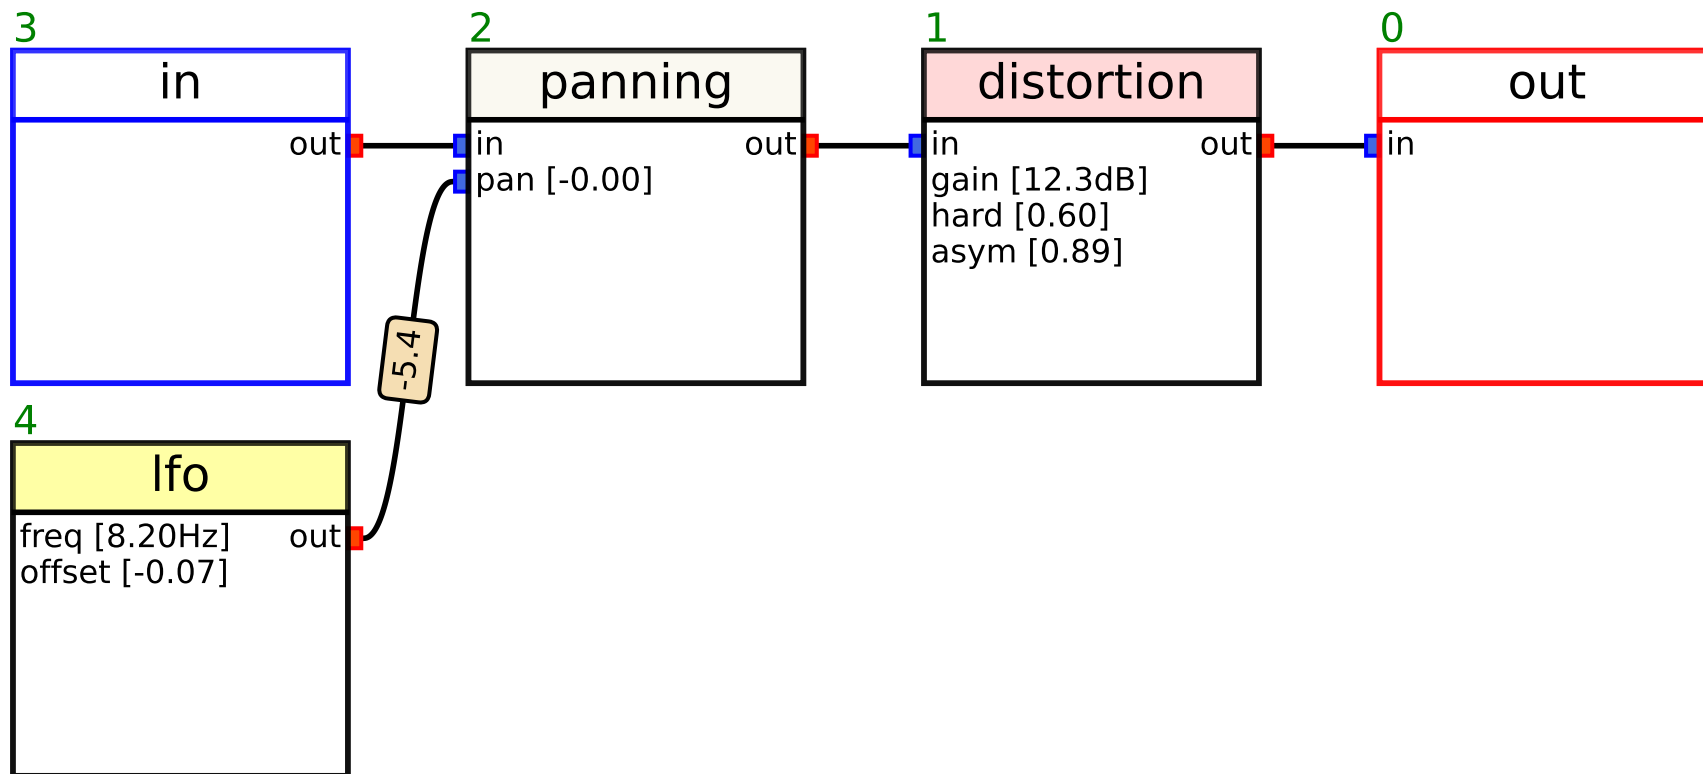 3
in
out
2
panning
in
out
pan [-0.00]
1
distortion
in
out
gain [12.3dB]
hard [0.60]
asym [0.89]
0
out
in
-5.4
4
lfo
freq [8.20Hz]
out
offset [-0.07]